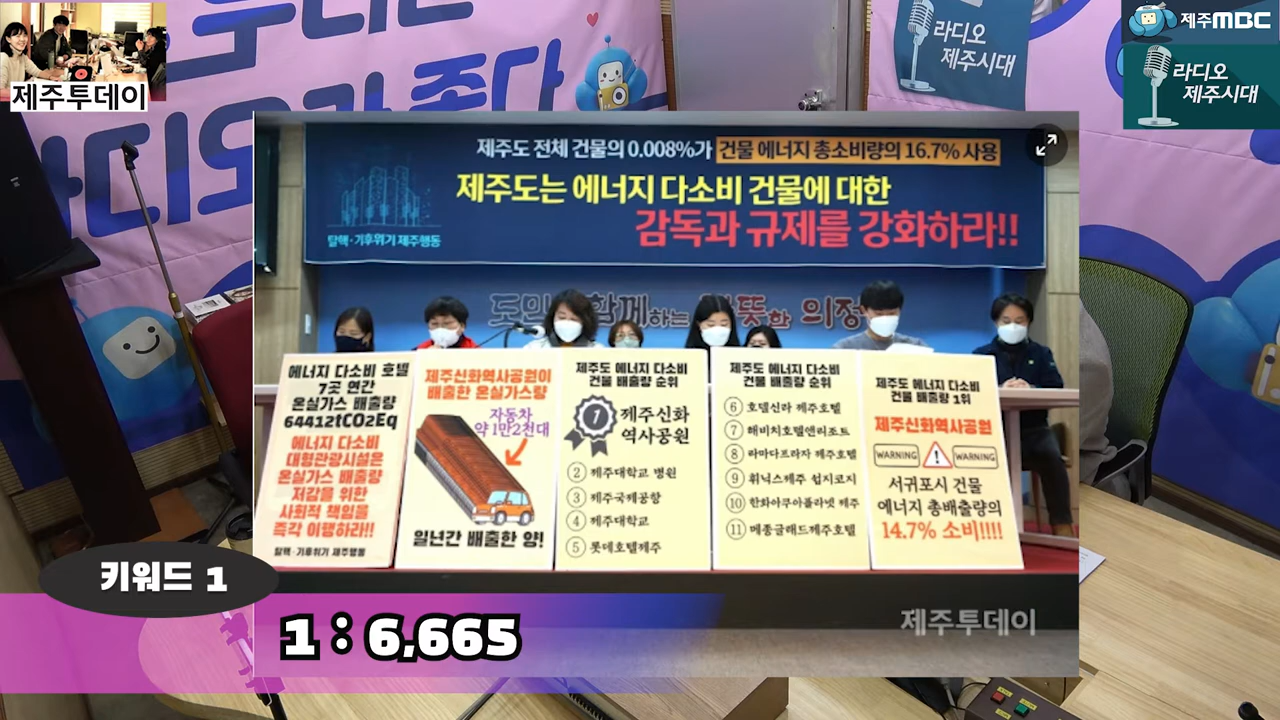 제주투데이
제주MBC
라디오
제주시대
라디오
제주시대
제주도 전체 건물의 0.008%가 건물 에너지 총소비량의 16.7% 사용
제주도는 에너지 다소비 건물에 대한
감독과 규제를 강화하라!!
탈핵·기후위기 제주행동
함께하는
의정
에너지 다소비 호텔
7곳 연간
온실가스 배출량
64412tCO2Eq
에너지 다소비
대형관광시설은
온실가스 배출량
저감을 위한
사회적 책임을
즉각 이행하라!!
탈핵·기후위기 제주행동
제주신화역사공원이
배출한 온실가스량
자동차
약 1만2천대
일년간 배출한 양!
제주도 에너지 다소비
건물 배출량 순위
1 제주신화
역사공원
② 제주대학교 병원
③ 제주국제공항
④ 제주대학교
⑤ 롯데호텔제주
제주도 에너지 다소비
건물 배출량 순위
⑥ 호텔신라 제주호텔
⑦ 해비치호텔앤리조트
⑧ 라마다프라자 제주호텔
⑨ 휘닉스제주 섭지코지
⑩ 한화아쿠아플라넷 제주
⑪ 메종글래드제주호텔
제주도 에너지 다소비
건물 배출량 1위
제주신화역사공원
WARNING ! WARNING
서귀포시 건물
에너지 총배출량의
14.7% 소비!!!!
제주투데이
키워드 1
1 : 6,665